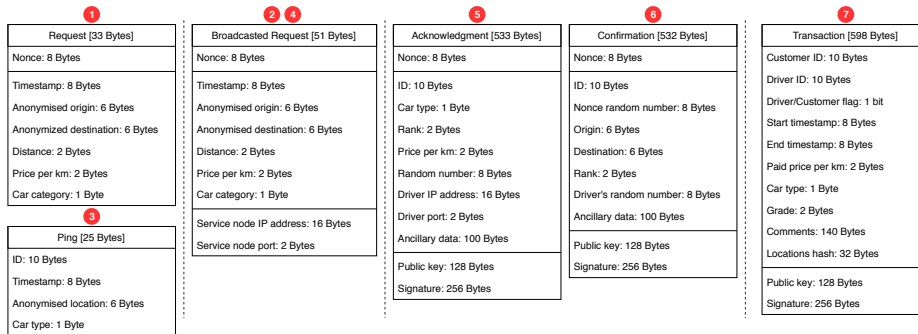 1
Request [33 Bytes]
Nonce: 8 Bytes
Timestamp: 8 Bytes
Anonymised origin: 6 Bytes
Anonymized destination: 6 Bytes
Distance: 2 Bytes
Price per km: 2 Bytes
Car category: 1 Byte
3
Ping [25 Bytes]
ID: 10 Bytes
Timestamp: 8 Bytes
Anonymised location: 6 Bytes
Car type: 1 Byte
2 4
Broadcasted Request [51 Bytes]
Nonce: 8 Bytes
Timestamp: 8 Bytes
Anonymised origin: 6 Bytes
Anonymised destination: 6 Bytes
Distance: 2 Bytes
Price per km: 2 Bytes
Car category: 1 Byte
Service node IP address: 16 Bytes
Service node port: 2 Bytes
5
Acknowledgment [533 Bytes]
Nonce: 8 Bytes
ID: 10 Bytes
Car type: 1 Byte
Rank: 2 Bytes
Price per km: 2 Bytes
Random number: 8 Bytes
Driver IP address: 16 Bytes
Driver port: 2 Bytes
Ancillary data: 100 Bytes
Public key: 128 Bytes
Signature: 256 Bytes
6
Confirmation [532 Bytes]
Nonce: 8 Bytes
ID: 10 Bytes
Nonce random number: 8 Bytes
Origin: 6 Bytes
Destination: 6 Bytes
Rank: 2 Bytes
Driver's random number: 8 Bytes
Ancillary data: 100 Bytes
Public key: 128 Bytes
Signature: 256 Bytes
7
Transaction [598 Bytes]
Customer ID: 10 Bytes
Driver ID: 10 Bytes
Driver/Customer flag: 1 bit
Start timestamp: 8 Bytes
End timestamp: 8 Bytes
Paid price per km: 2 Bytes
Car type: 1 Byte
Grade: 2 Bytes
Comments: 140 Bytes
Locations hash: 32 Bytes
Public key: 128 Bytes
Signature: 256 Bytes